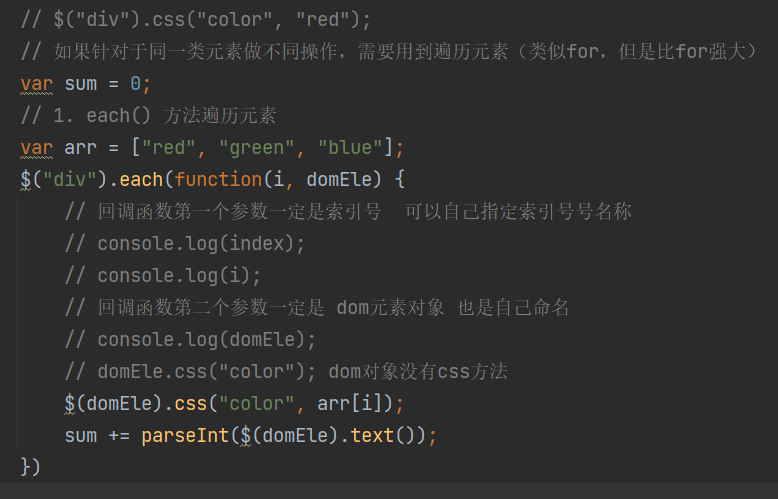 // $("div").css("color", "red");
// 如果针对于同一类元素做不同操作，需要用到遍历元素（类似for，但是比for强大）
var sum = 0;
// 1. each() 方法遍历元素
var arr = ["red", "green", "blue"];
$("div").each(function(i, domEle) {
    // 回调函数第一个参数一定是索引号  可以自己指定索引号号名称
    // console.log(index);
    // console.log(i);
    // 回调函数第二个参数一定是 dom元素对象 也是自己命名
    // console.log(domEle);
    // domEle.css("color"); dom对象没有css方法
    $(domEle).css("color", arr[i]);
    sum += parseInt($(domEle).text());
})